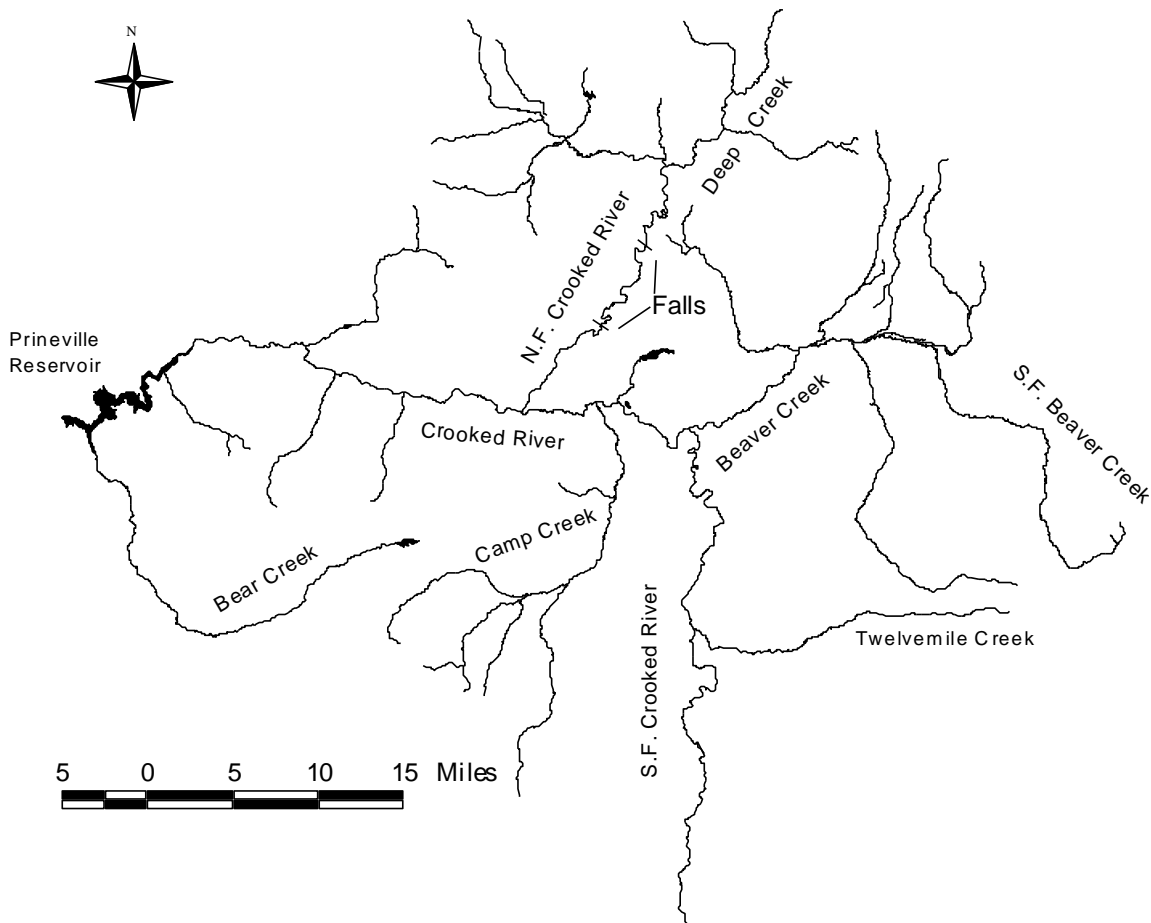 N
Deep Creek
N.F. Crooked River
Falls
Prineville
Reservoir
S.F. Beaver Creek
Beaver Creek
Crooked River
Camp Creek
Bear Creek
S.F. Crooked River
Twelvemile Creek
5 0 5 10 15 Miles